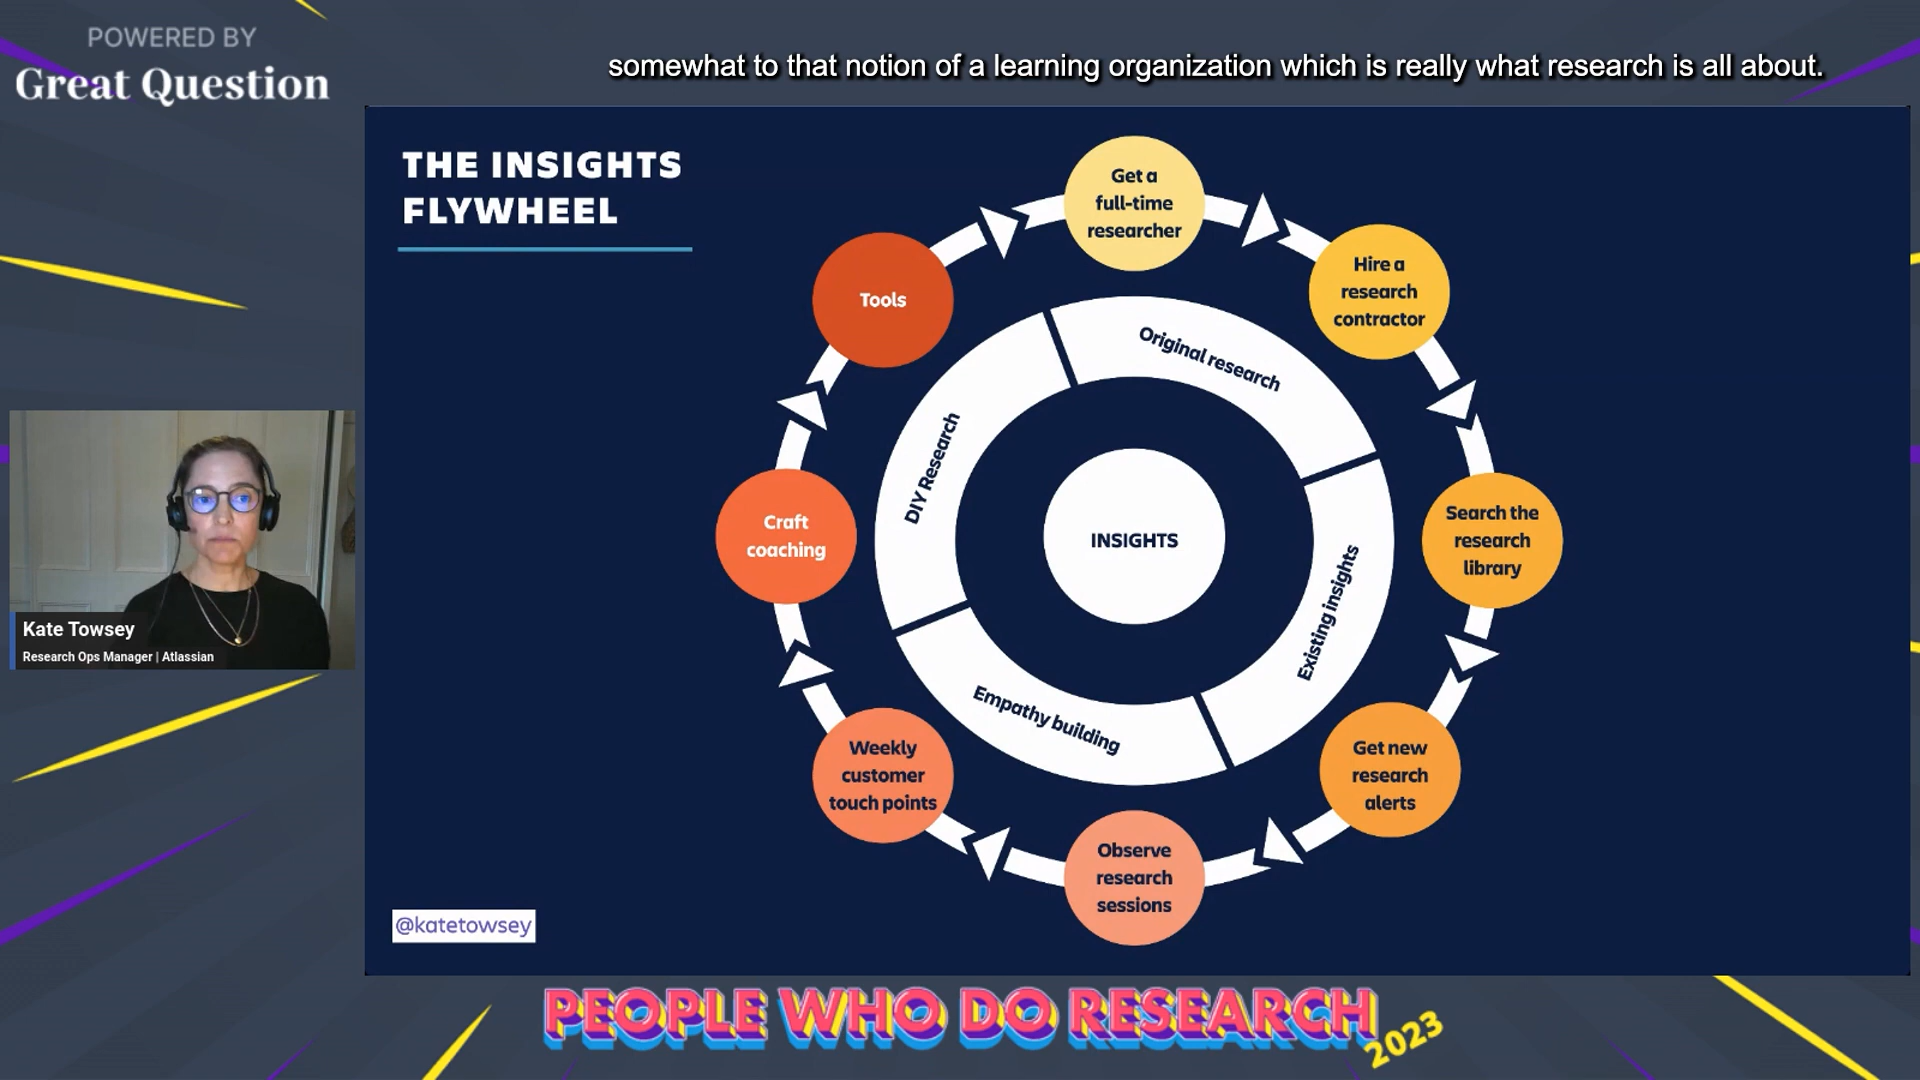 POWERED BY
Great Question
somewhat to that notion of a learning organization which is really what research is all about.
THE INSIGHTS
FLYWHEEL
Get a
full-time
researcher
Hire a
research
contractor
Search the
research
library
Get new
research
alerts
Observe
research
sessions
Weekly
customer
touch points
Craft
coaching
Tools
Original research
Existing insights
Empathy building
DIY Research
INSIGHTS
Kate Towsey
Research Ops Manager | Atlassian
@katetowsey
PEOPLE WHO DO RESEARCH
2023